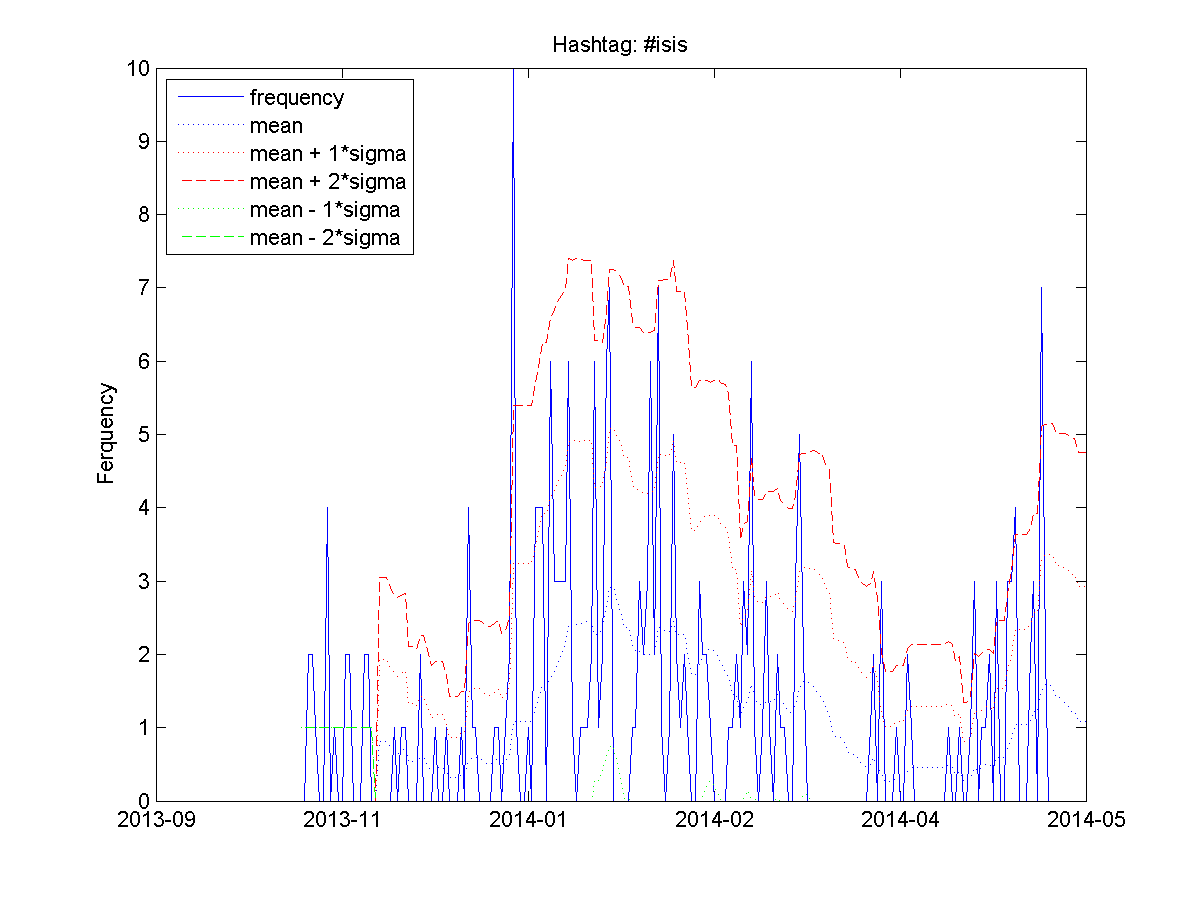 Hashtag: #isis
10
9
8
7
6
5
4
3
2
1
0
Ferquency
frequency
mean
mean + 1*sigma
mean + 2*sigma
mean - 1*sigma
mean - 2*sigma
2013-09 2013-11 2014-01 2014-02 2014-04 2014-05